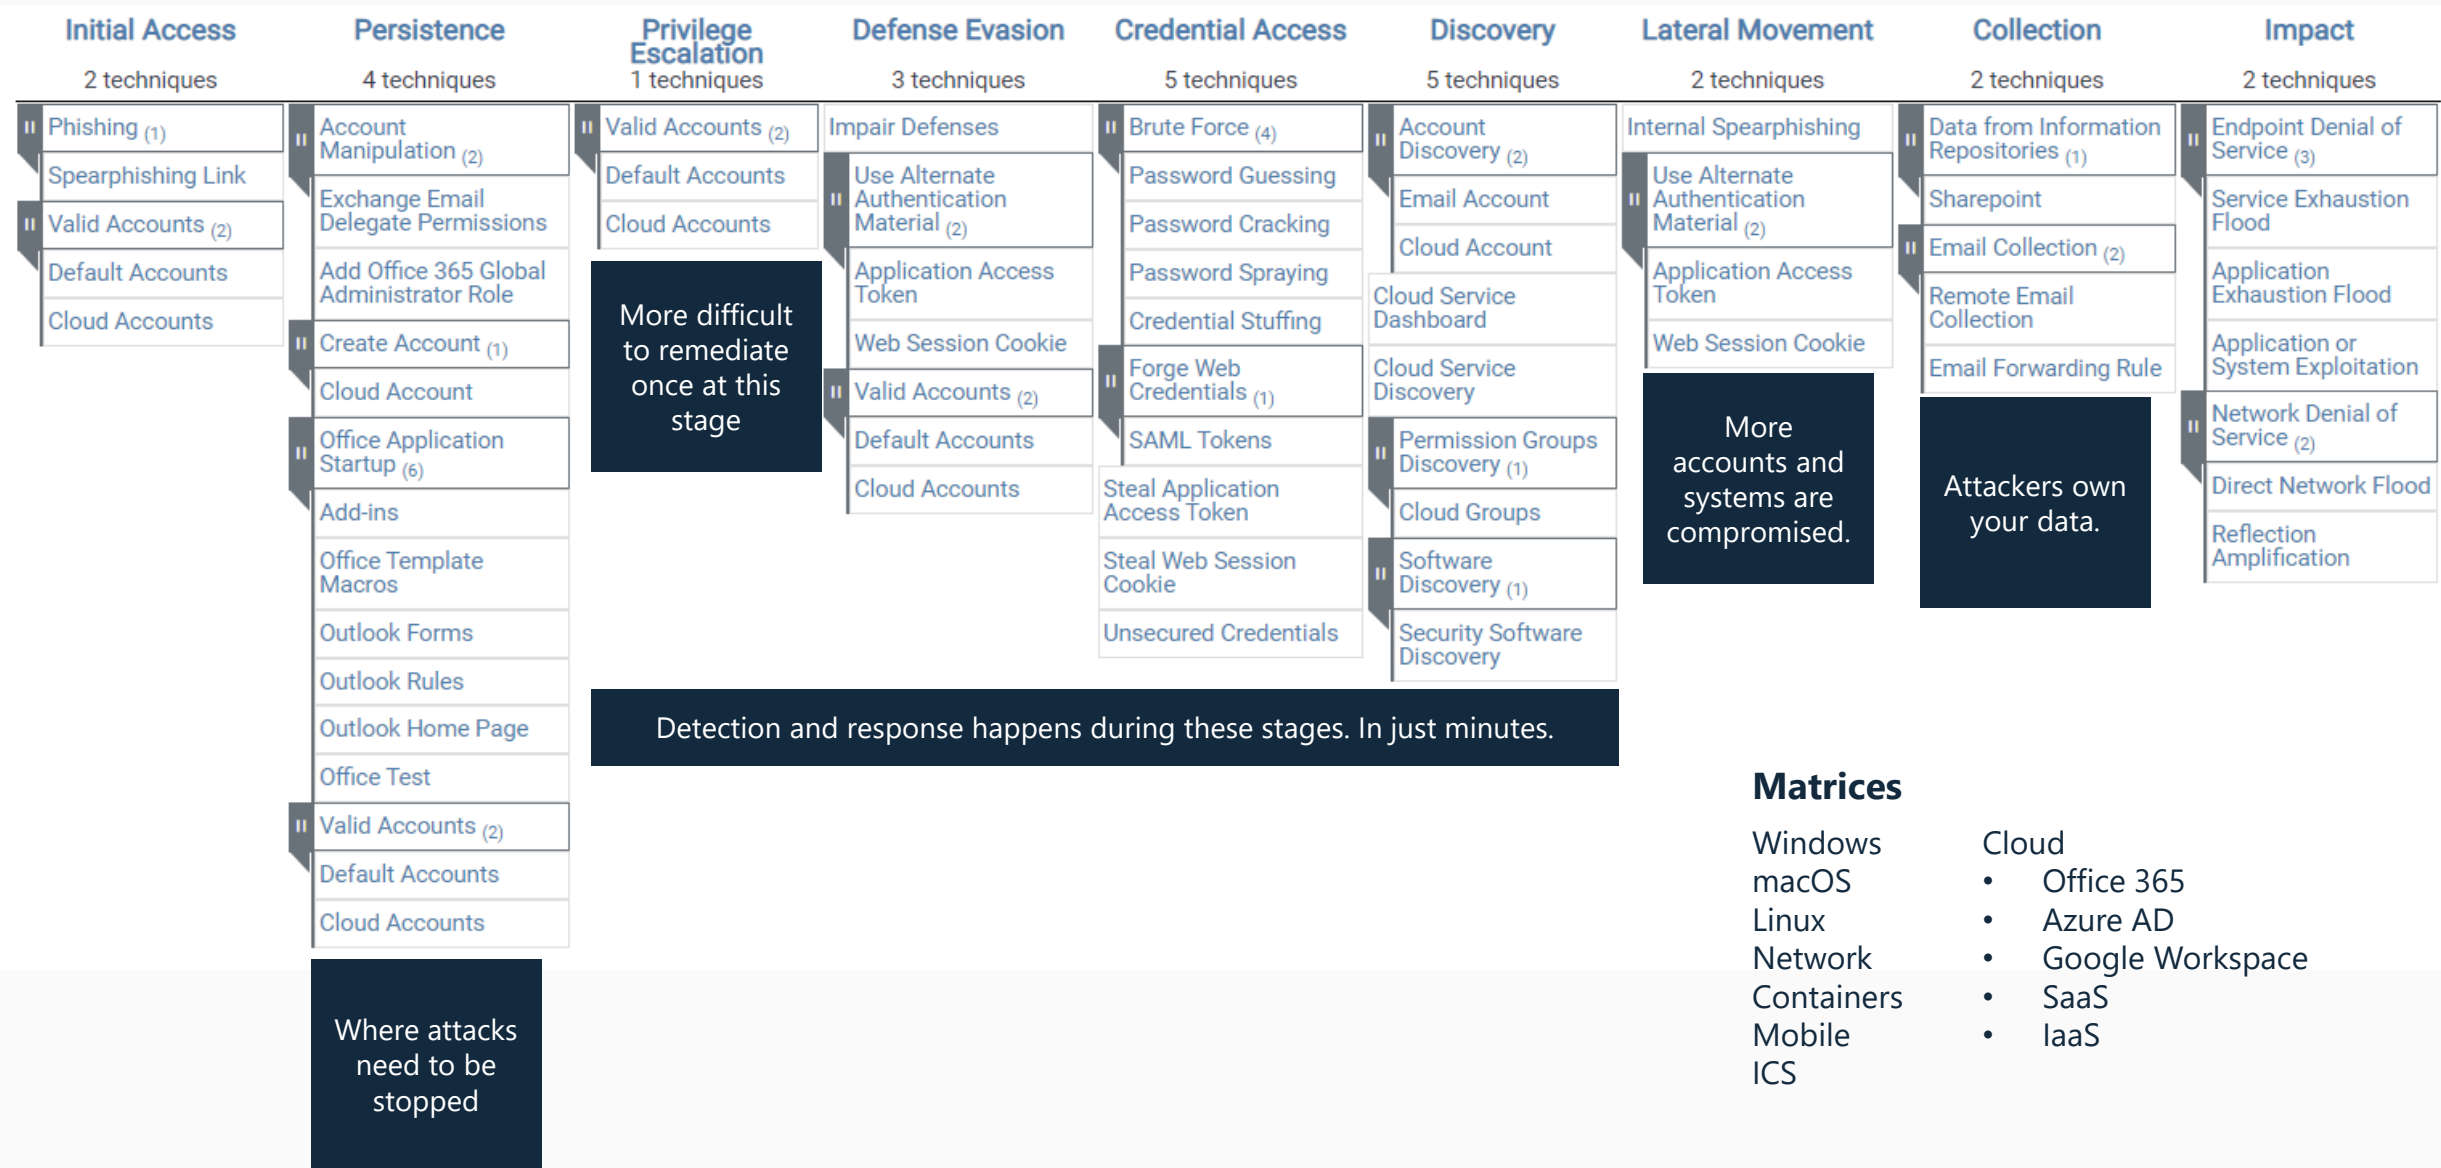 Initial Access
2 techniques
Phishing (1)
Spearphishing Link
Valid Accounts (2)
Default Accounts
Cloud Accounts
Persistence
4 techniques
Account
Manipulation (2)
Exchange Email
Delegate Permissions
Add Office 365 Global
Administrator Role
Create Account (1)
Cloud Account
Office Application
Startup (6)
Add-ins
Office Template
Macros
Outlook Forms
Outlook Rules
Outlook Home Page
Office Test
Valid Accounts (2)
Default Accounts
Cloud Accounts
Where attacks
need to be
stopped
Privilege
Escalation
1 techniques
Valid Accounts (2)
Default Accounts
Cloud Accounts
More difficult
to remediate
once at this
stage
Defense Evasion
3 techniques
Impair Defenses
Use Alternate
Authentication
Material (2)
Application Access
Token
Web Session Cookie
Valid Accounts (2)
Default Accounts
Cloud Accounts
Credential Access
5 techniques
Brute Force (4)
Password Guessing
Password Cracking
Password Spraying
Credential Stuffing
Forge Web
Credentials (1)
SAML Tokens
Steal Application
Access Token
Steal Web Session
Cookie
Unsecured Credentials
Discovery
5 techniques
Account
Discovery (2)
Email Account
Cloud Account
Cloud Service
Dashboard
Cloud Service
Discovery
Permission Groups
Discovery (1)
Cloud Groups
Software
Discovery (1)
Security Software
Discovery
Detection and response happens during these stages. In just minutes.
Lateral Movement
2 techniques
Internal Spearphishing
Use Alternate
Authentication
Material (2)
Application Access
Token
Web Session Cookie
More
accounts and
systems are
compromised.
Collection
2 techniques
Data from Information
Repositories (1)
Sharepoint
Email Collection (2)
Remote Email
Collection
Email Forwarding Rule
Attackers own
your data.
Impact
2 techniques
Endpoint Denial of
Service (3)
Service Exhaustion
Flood
Application
Exhaustion Flood
Application or
System Exploitation
Network Denial of
Service (2)
Direct Network Flood
Reflection
Amplification
Matrices
Windows
macOS
Linux
Network
Containers
Mobile
ICS
Cloud
• Office 365
• Azure AD
• Google Workspace
• SaaS
• IaaS